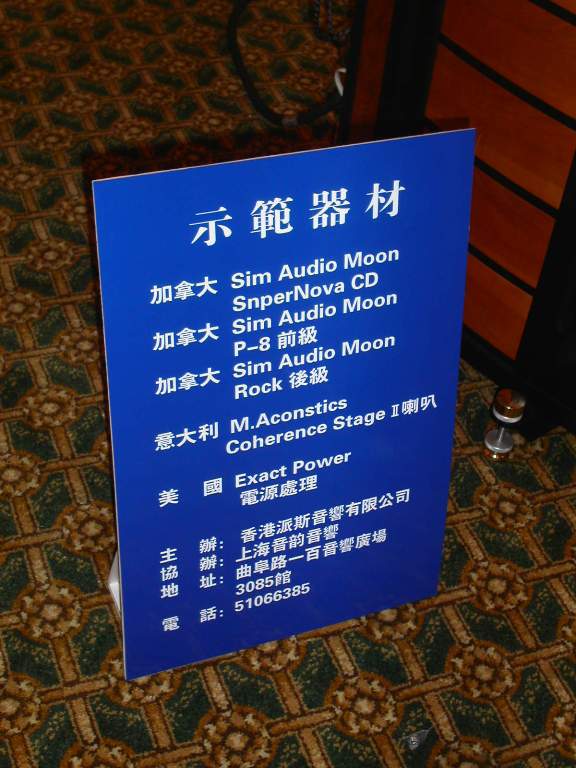 示範器材
加拿大 Sim Audio Moon
SnperNova CD
加拿大 Sim Audio Moon
P-8 前級
加拿大 Sim Audio Moon
Rock 後級
意大利 M.Aconstics
Coherence Stage II喇叭
美國 Exact Power
電源處理
主辦：香港派斯音響有限公司
協辦：上海音韵音響
地址：曲阜路一百音響廣場
3085館
電話：51066385